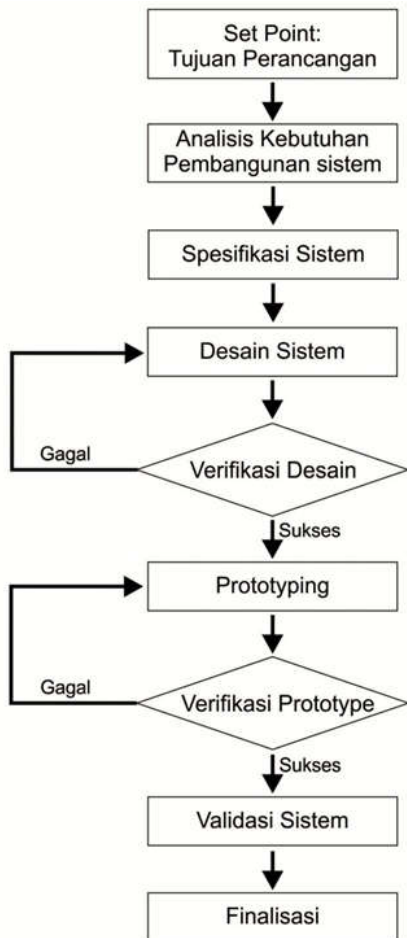 Set Point:
Tujuan Perancangan
Analisis Kebutuhan
Pembangunan sistem
Spesifikasi Sistem
Desain Sistem
Gagal
Verifikasi Desain
Sukses
Prototyping
Gagal
Verifikasi Prototype
Sukses
Validasi Sistem
Finalisasi